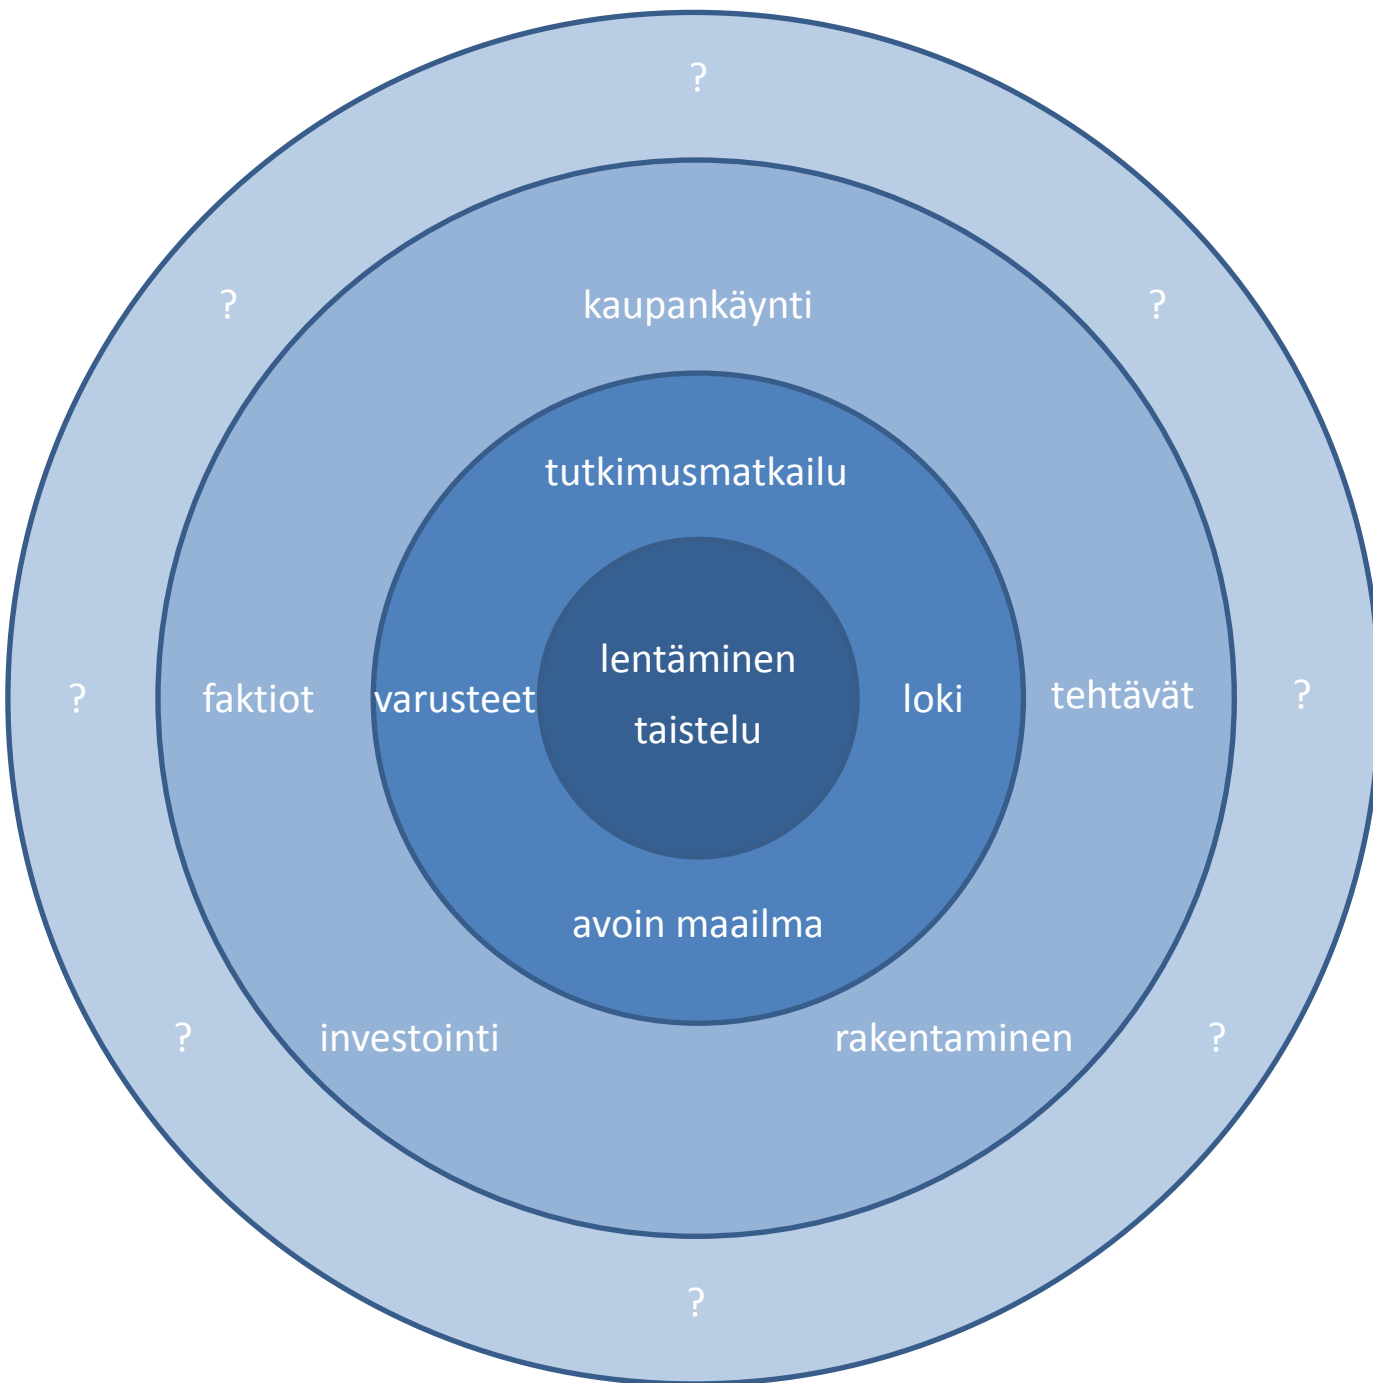 ?
?
?
kaupankäynti
tutkimusmatkailu
lentäminen
taistelu
?
faktiot
varusteet
loki
tehtävät
?
avoin maailma
?
investointi
rakentaminen
?
?